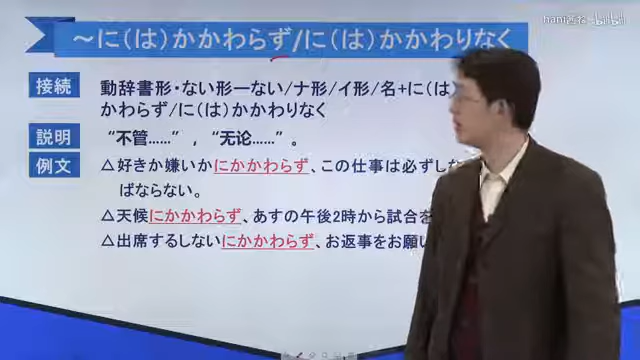 ～に（は）かかわらず/に（は）かかわりなく
接続
動辞書形・ない形ーない/ナ形/イ形/名+に(は)
かわらず/に（は）かかわりなく
説明
“不管……”，“无论……”。
例文
△好きか嫌いかにかかわらず、この仕事は必ずしな
ばならない。
△天候にかかわらず、あすの午後2時から試合を
△出席するしないにかかわらず、お返事をお願い